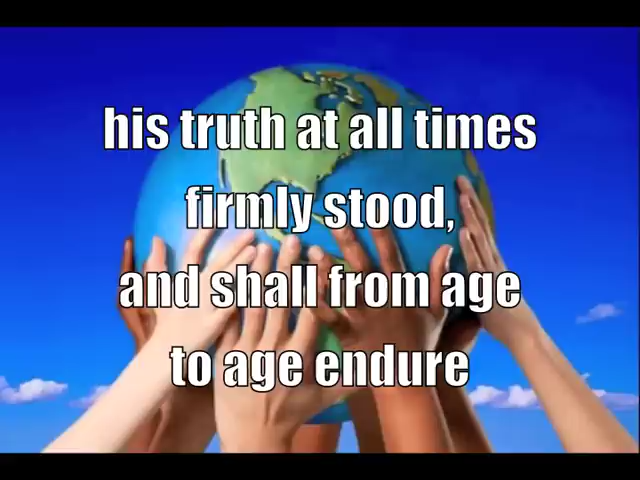 his truth at all times
firmly stood,
and shall from age
to age endure